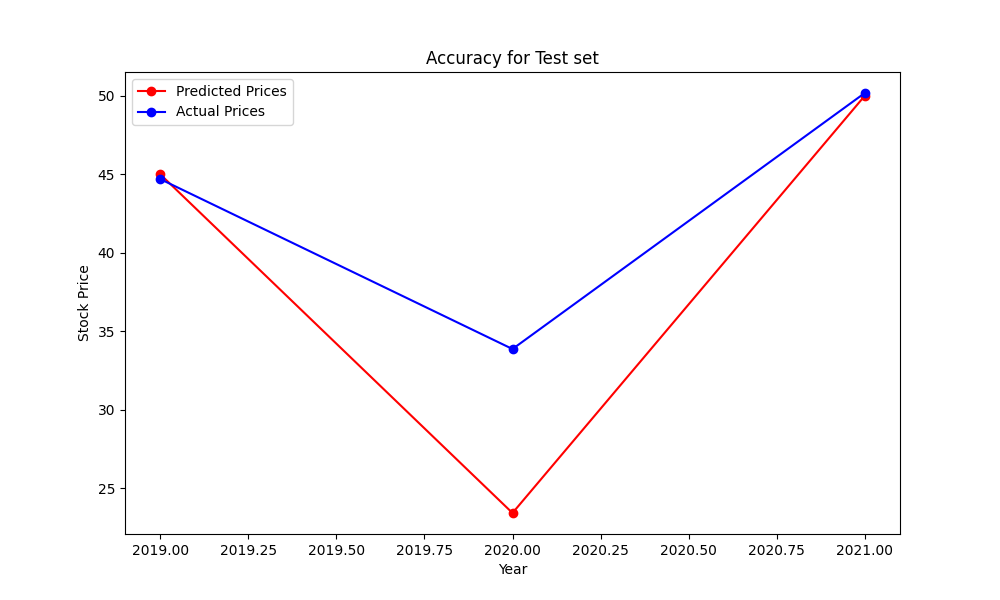 Accuracy for Test set
Predicted Prices
Actual Prices
Stock Price
50
45
40
35
30
25
2019.00 2019.25 2019.50 2019.75 2020.00 2020.25 2020.50 2020.75 2021.00
Year